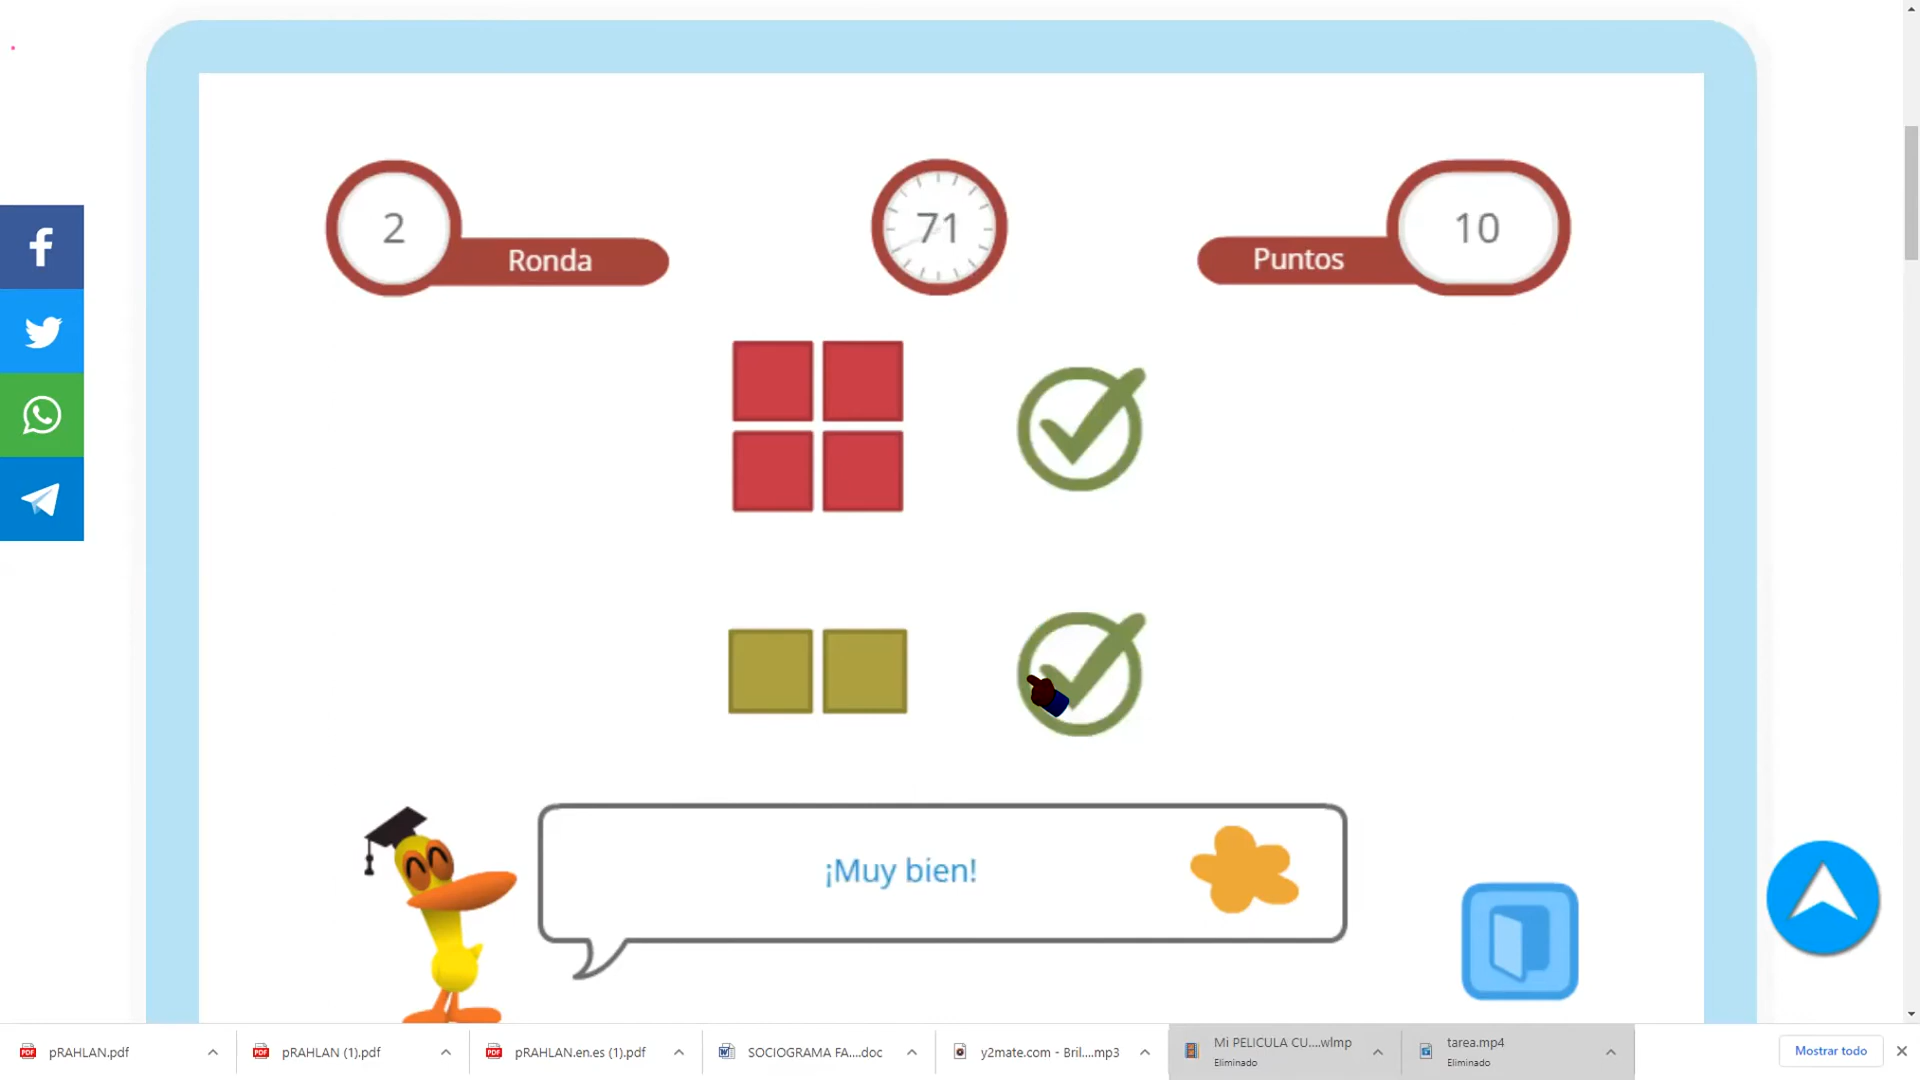 2
Ronda
71
Puntos
10
¡Muy bien!
pRAHLAN.pdf
pRAHLAN (1).pdf
pRAHLAN.en.es (1).pdf
SOCIOGRAMA FA....doc
y2mate.com - Bril....mp3
Mi PELICULA CU....wlmp
Eliminado
tarea.mp4
Eliminado
Mostrar todo